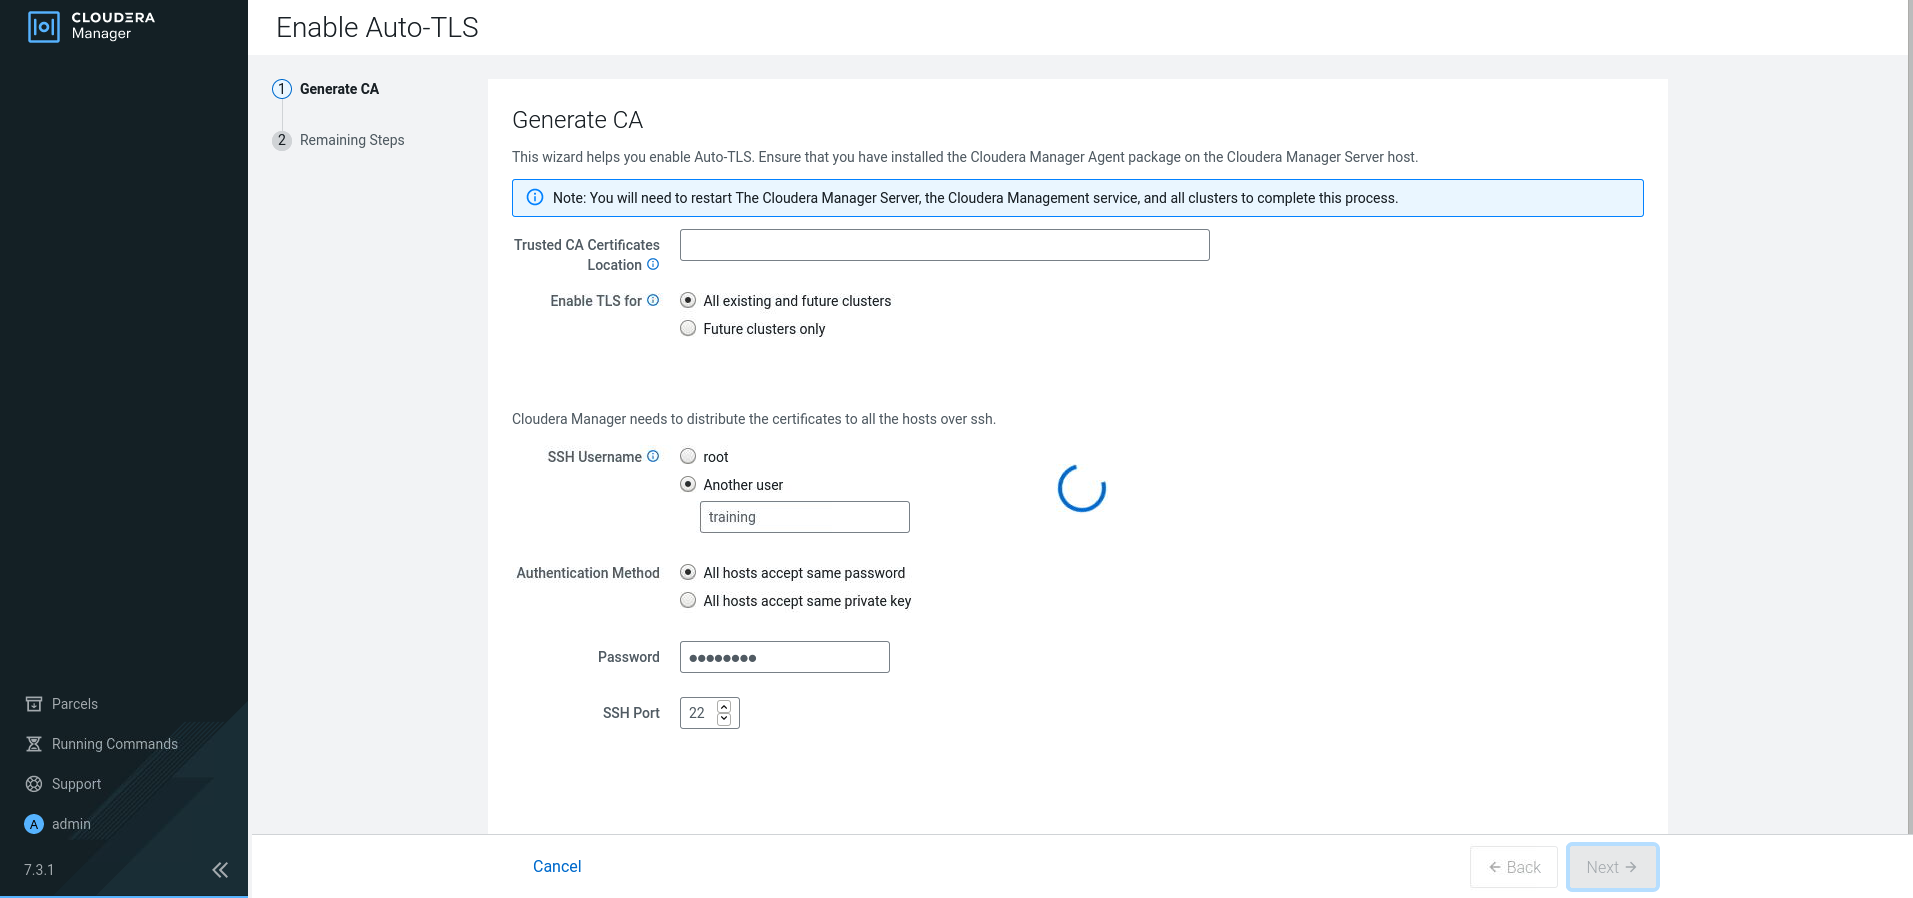 CLOUDERA
Manager
Enable Auto-TLS
1 Generate CA
2 Remaining Steps
Generate CA
This wizard helps you enable Auto-TLS. Ensure that you have installed the Cloudera Manager Agent package on the Cloudera Manager Server host.
Note: You will need to restart The Cloudera Manager Server, the Cloudera Management service, and all clusters to complete this process.
Trusted CA Certificates
Location
Enable TLS for
All existing and future clusters
Future clusters only
Cloudera Manager needs to distribute the certificates to all the hosts over ssh.
SSH Username
root
Another user
training
Authentication Method
All hosts accept same password
All hosts accept same private key
Password
••••••••
SSH Port
22
Parcels
Running Commands
Support
A admin
7.3.1
Cancel
Back
Next